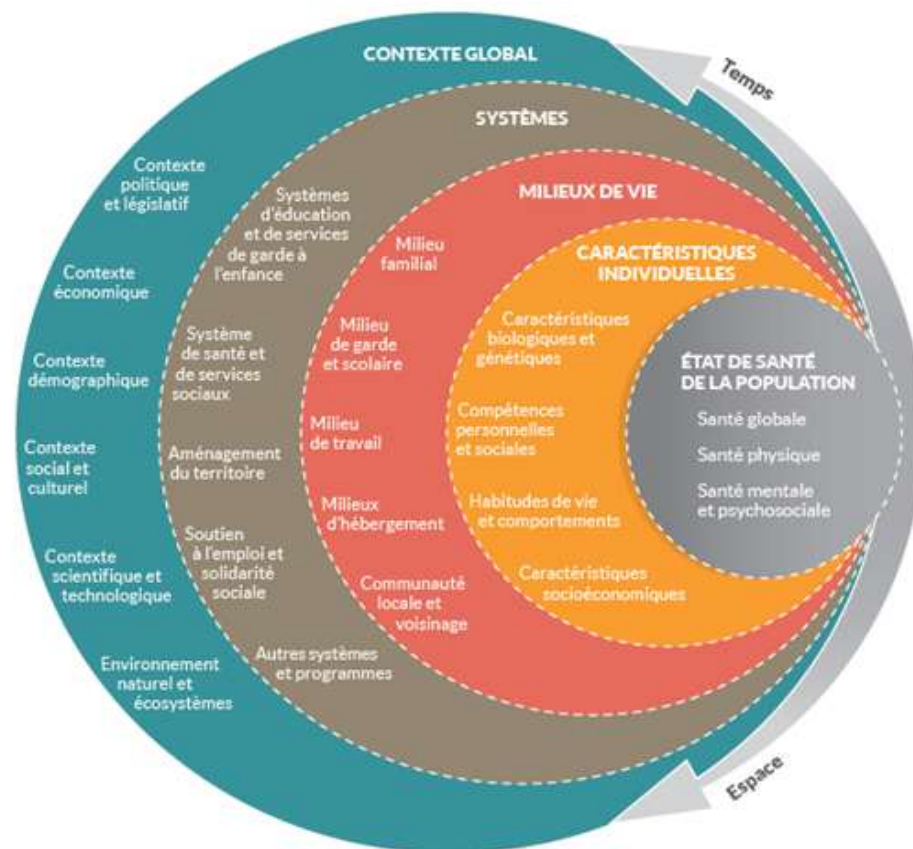 CONTEXTE GLOBAL
Temps
SYSTÈMES
MILIEUX DE VIE
CARACTÉRISTIQUES
INDIVIDUELLES
ÉTAT DE SANTÉ
DE LA POPULATION
Contexte
politique
et législatif
Contexte
économique
Contexte
démographique
Contexte
social et
culturel
Contexte
scientifique et
technologique
Environnement
naturel et
écosystèmes
Systèmes
d'éducation
et de services
de garde à
l'enfance
Système
de santé et
de services
sociaux
Aménagement
du territoire
Soutien
à l'emploi et
solidarité
sociale
Autres systèmes
et programmes
Milieu
familial
Milieu
de garde
et scolaire
Milieu
de travail
Milieux
d'hébergement
Communauté
locale et
voisinage
Caractéristiques
biologiques et
génétiques
Compétences
personnelles
et sociales
Habitudes de vie
et comportements
Caractéristiques
socioéconomiques
Santé globale
Santé physique
Santé mentale
et psychosociale
Espace